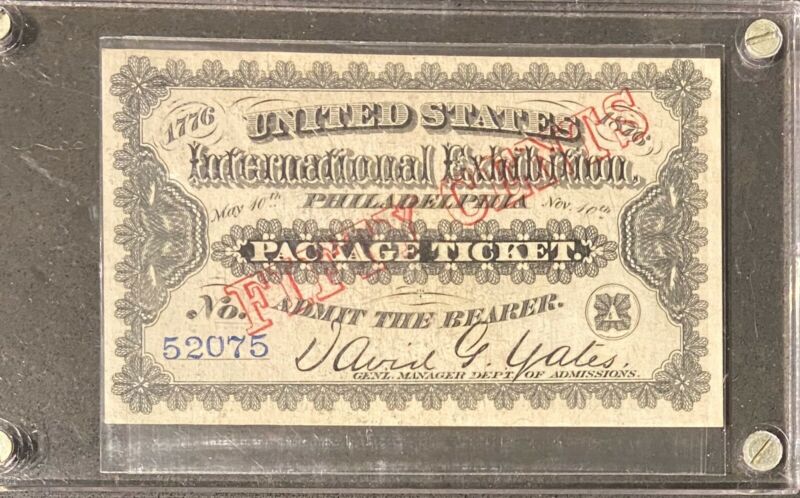 1776 UNITED STATES 1876
International Exhibition,
PHILADELPHIA
May 10th Nov. 10th
PACKAGE TICKET.
FIFTY CENTS
ADMIT THE BEARER.
No. 52075
A
David G. Yates,
GENL. MANAGER DEPT. OF ADMISSIONS.